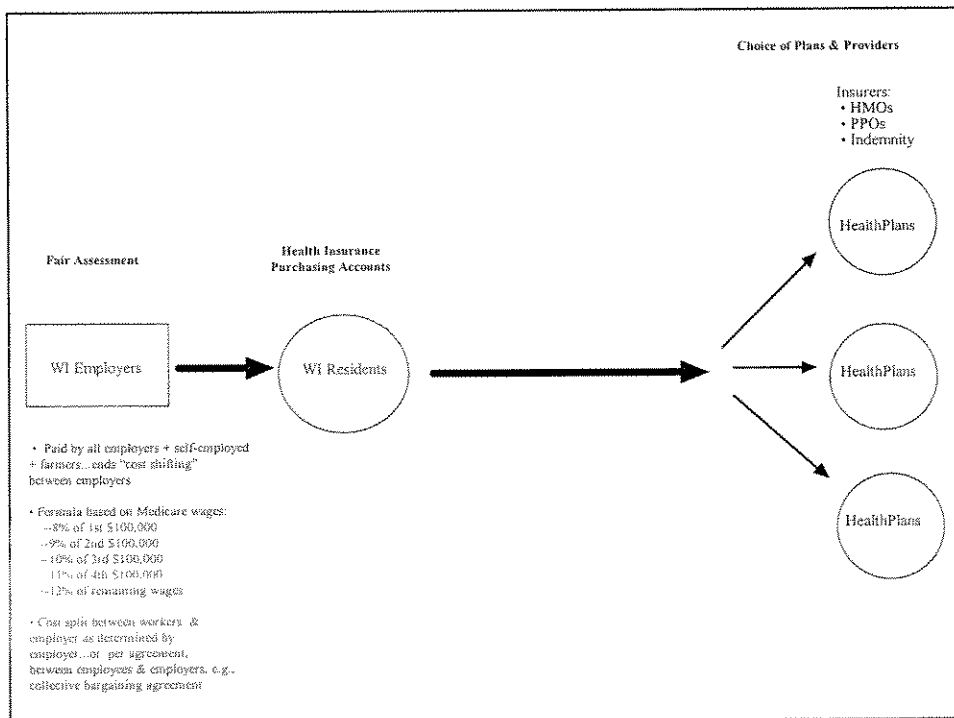 Choice of Plans & Providers
Insurers:
• HMOs
• PPOs
• Indemnity
HealthPlans
Fair Assessment
Health Insurance
Purchasing Accounts
WI Employers
WI Residents
HealthPlans
HealthPlans
• Paid by all employers + self-employed
+ farmers...ends "cost shifting"
between employers
• Formula based on Medicare wages:
--8% of 1st $100,000
--9% of 2nd $100,000
--10% of 3rd $100,000
11% of 4th $100,000
--12% of remaining wages
• Cost split between workers &
employer as determined by
employer...or per agreement,
between employees & employers, e.g.,
collective bargaining agreement